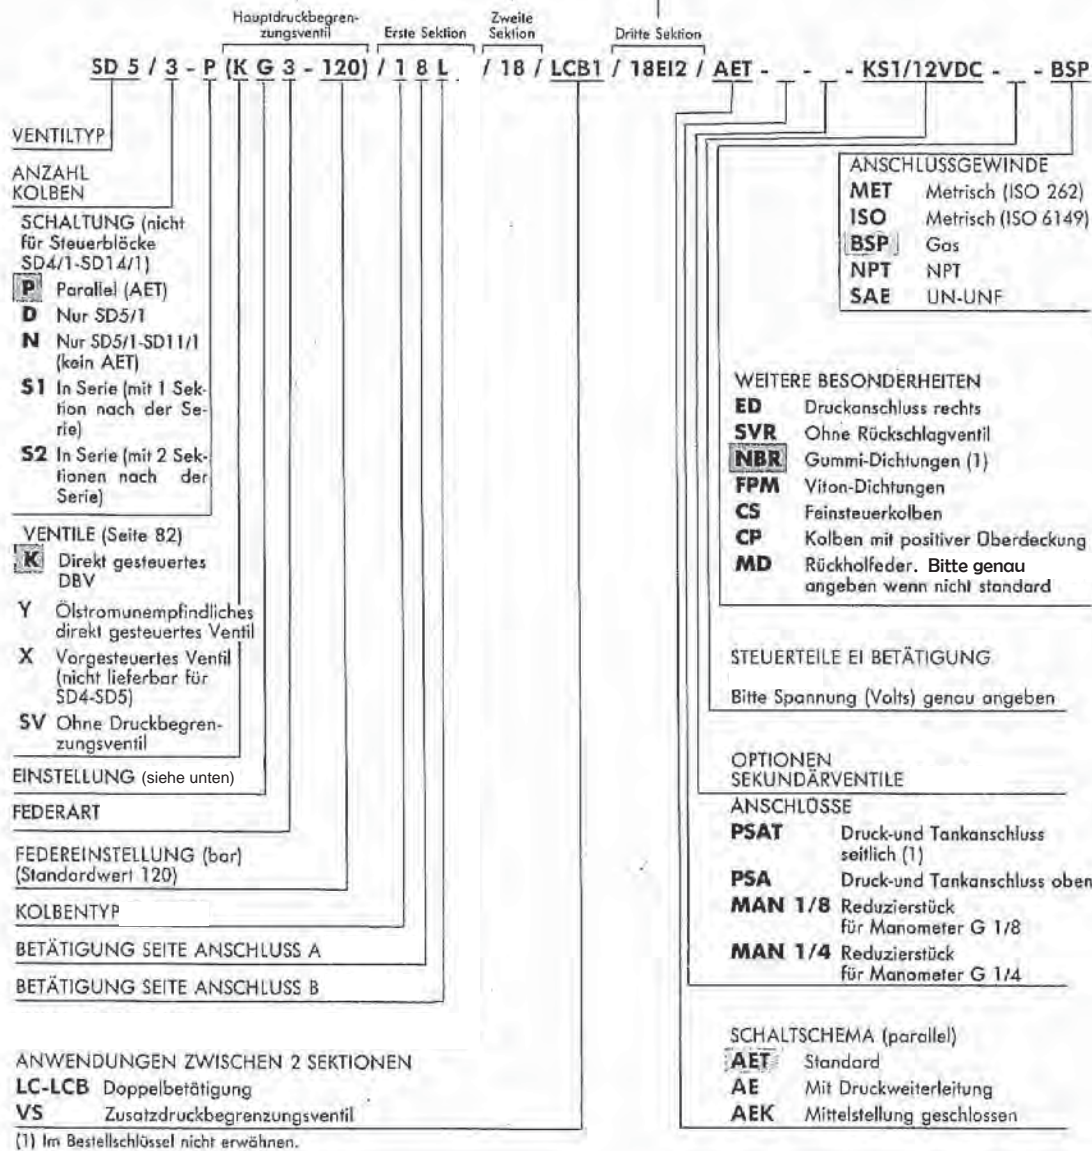 Hauptdruckbegren-
zungsventil
Erste Sektion
Zweite
Sektion
Dritte Sektion
SD 5 / 3 - P (K G 3 - 120) / 1 8 L / 18 / LCB1 / 18EI2 / AET - _ - _ - KS1/12VDC - _ - BSP
VENTILTYP
ANZAHL
KOLBEN
SCHALTUNG (nicht
für Steuerblöcke
SD4/1-SD14/1)
P Parallel (AET)
D Nur SD5/1
N Nur SD5/1-SD11/1
(kein AET)
S1 In Serie (mit 1 Sek-
tion nach der Se-
rie)
S2 In Serie (mit 2 Sek-
tionen nach der
Serie)
VENTILE (Seite 82)
K Direkt gesteuertes
DBV
Y Ölstromunempfindliches
direkt gesteuertes Ventil
X Vorgesteuertes Ventil
(nicht lieferbar für
SD4-SD5)
SV Ohne Druckbegren-
zungsventil
EINSTELLUNG (siehe unten)
FEDERART
FEDEREINSTELLUNG (bar)
(Standardwert 120)
KOLBENTYP
BETÄTIGUNG SEITE ANSCHLUSS A
BETÄTIGUNG SEITE ANSCHLUSS B
ANWENDUNGEN ZWISCHEN 2 SEKTIONEN
LC-LCB Doppelbetätigung
VS Zusatzdruckbegrenzungsventil
(1) Im Bestellschlüssel nicht erwähnen.
ANSCHLUSSGEWINDE
MET Metrisch (ISO 262)
ISO Metrisch (ISO 6149)
BSP Gas
NPT NPT
SAE UN-UNF
WEITERE BESONDERHEITEN
ED Druckanschluss rechts
SVR Ohne Rückschlagventil
NBR Gummi-Dichtungen (1)
FPM Viton-Dichtungen
CS Feinsteuerkolben
CP Kolben mit positiver Überdeckung
MD Rückholfeder. Bitte genau
angeben wenn nicht standard
STEUERTEILE EI BETÄTIGUNG
Bitte Spannung (Volts) genau angeben
OPTIONEN
SEKUNDÄRVENTILE
ANSCHLÜSSE
PSAT Druck-und Tankanschluss
seitlich (1)
PSA Druck-und Tankanschluss oben
MAN 1/8 Reduzierstück
für Manometer G 1/8
MAN 1/4 Reduzierstück
für Manometer G 1/4
SCHALTSCHEMA (parallel)
AET Standard
AE Mit Druckweiterleitung
AEK Mittelstellung geschlossen